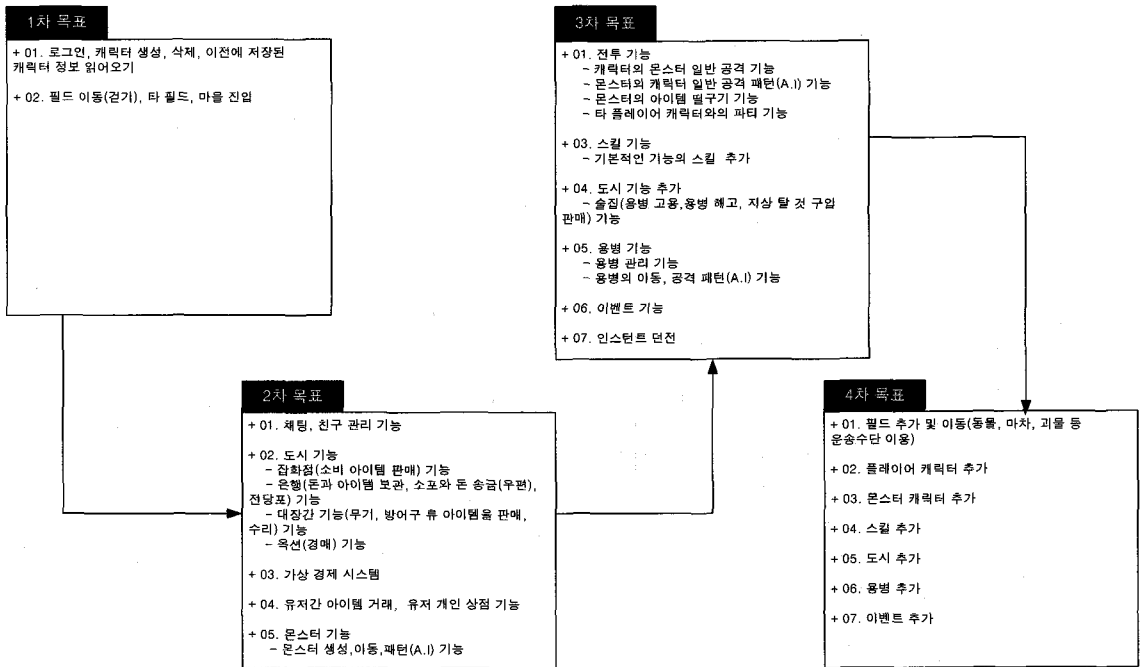 1차 목표
+ 01. 로그인, 캐릭터 생성, 삭제, 이전에 저장된
캐릭터 정보 읽어오기
+ 02. 필드 이동(걷기), 타 필드, 마을 진입
2차 목표
+ 01. 채팅, 친구 관리 기능
+ 02. 도시 기능
- 잡화점(소비 아이템 판매) 기능
- 은행(돈과 아이템 보관, 소포와 돈 송금(우편),
전당포) 기능
- 대장간 기능(무기, 방어구 류 아이템을 판매,
수리) 기능
- 옥션(경매) 기능
+ 03. 가상 경제 시스템
+ 04. 유저간 아이템 거래, 유저 개인 상점 기능
+ 05. 몬스터 기능
- 몬스터 생성,이동,패턴(A.I) 기능
3차 목표
+ 01. 전투 기능
- 캐릭터의 몬스터 일반 공격 기능
- 몬스터의 캐릭터 일반 공격 패턴(A.I) 기능
- 몬스터의 아이템 떨구기 기능
- 타 플레이어 캐릭터와의 파티 기능
+ 03. 스킬 기능
- 기본적인 기능의 스킬 추가
+ 04. 도시 기능 추가
- 술집(용병 고용,용병 해고, 지상 탈 것 구입
판매) 기능
+ 05. 용병 기능
- 용병 관리 기능
- 용병의 이동, 공격 패턴(A.I) 기능
+ 06. 이벤트 기능
+ 07. 인스턴트 던전
4차 목표
+ 01. 필드 추가 및 이동(동물, 마차, 괴물 등
운송수단 이용)
+ 02. 플레이어 캐릭터 추가
+ 03. 몬스터 캐릭터 추가
+ 04. 스킬 추가
+ 05. 도시 추가
+ 06. 용병 추가
+ 07. 이벤트 추가